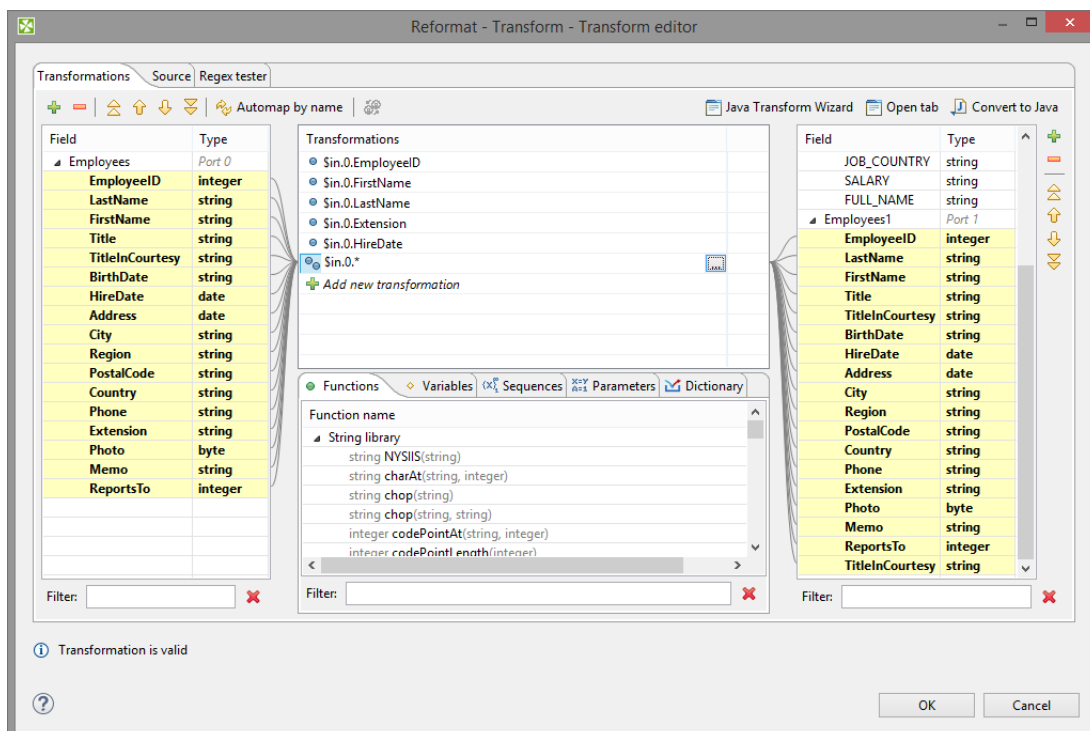 Reformat - Transform - Transform editor
Transformations Source Regex tester
Automap by name Java Transform Wizard Open tab Convert to Java
Field Type
Employees Port 0
EmployeeID integer
LastName string
FirstName string
Title string
TitleInCourtesy string
BirthDate string
HireDate date
Address date
City string
Region string
PostalCode string
Country string
Phone string
Extension string
Photo byte
Memo string
ReportsTo integer
Filter:
Transformations
$in.0.EmployeeID
$in.0.FirstName
$in.0.LastName
$in.0.Extension
$in.0.HireDate
$in.0.*
Add new transformation
Functions Variables Sequences Parameters Dictionary
Function name
String library
string NYSIIS(string)
string charAt(string, integer)
string chop(string)
string chop(string, string)
integer codePointAt(string, integer)
integer codePointLength(integer)
Filter:
Field Type
JOB_COUNTRY string
SALARY string
FULL_NAME string
Employees1 Port 1
EmployeeID integer
LastName string
FirstName string
Title string
TitleInCourtesy string
BirthDate string
HireDate date
Address date
City string
Region string
PostalCode string
Country string
Phone string
Extension string
Photo byte
Memo string
ReportsTo integer
TitleInCourtesy string
Filter:
Transformation is valid
OK Cancel